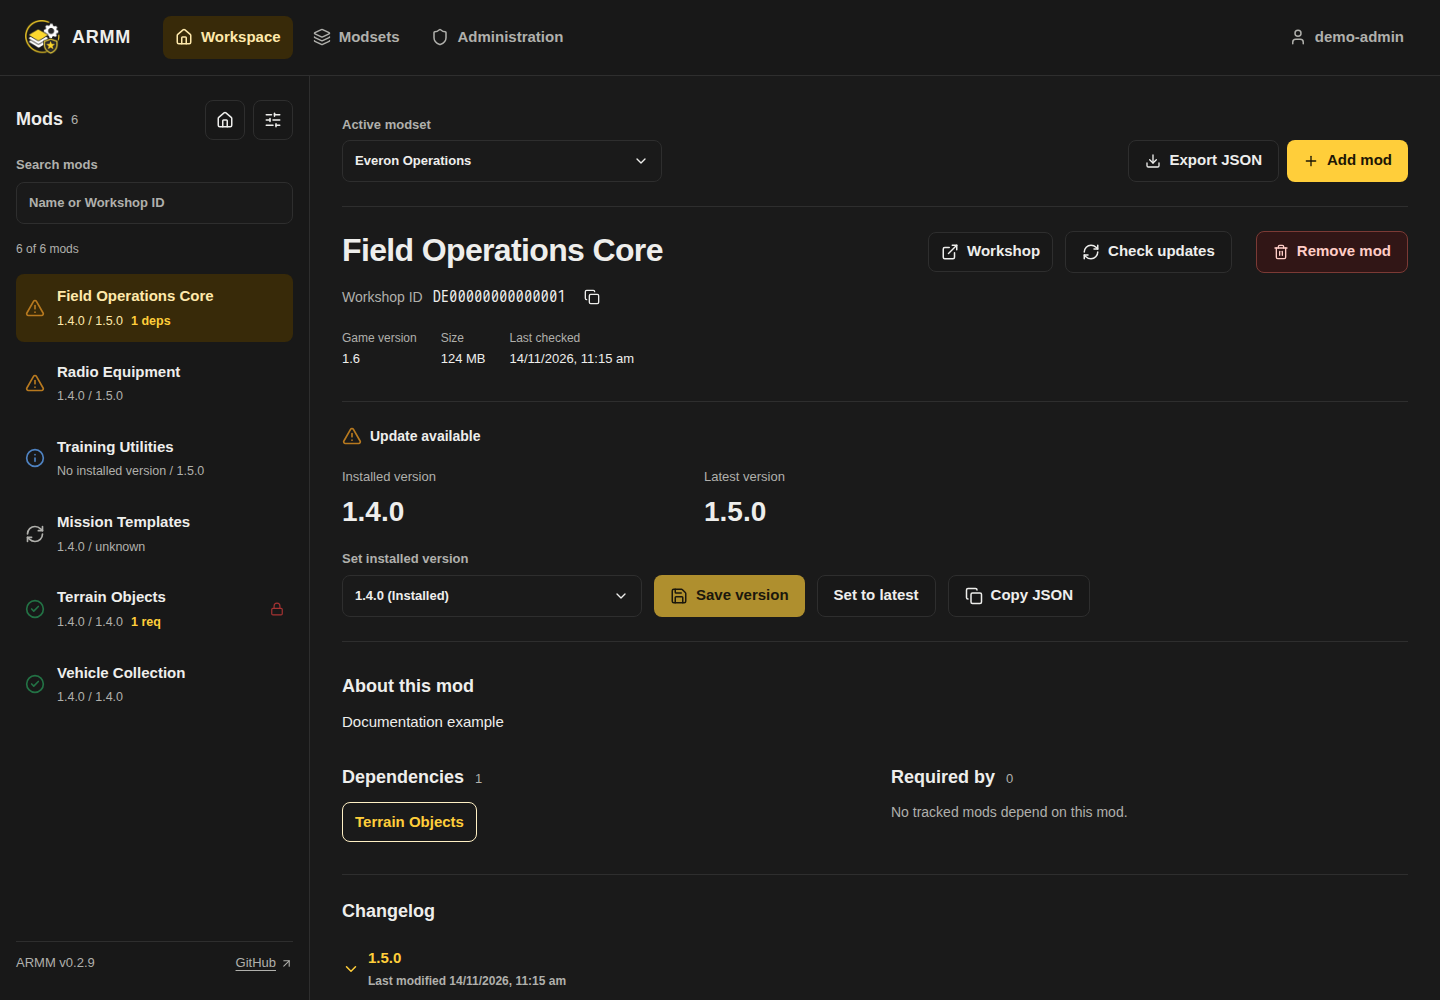 ARMM
Workspace
Modsets
Administration
demo-admin
Mods 6
Search mods
Name or Workshop ID
6 of 6 mods
Field Operations Core
1.4.0 / 1.5.0 1 deps
Radio Equipment
1.4.0 / 1.5.0
Training Utilities
No installed version / 1.5.0
Mission Templates
1.4.0 / unknown
Terrain Objects
1.4.0 / 1.4.0 1 req
Vehicle Collection
1.4.0 / 1.4.0
ARMM v0.2.9
GitHub
Active modset
Everon Operations
Export JSON
Add mod
Field Operations Core
Workshop
Check updates
Remove mod
Workshop ID DE00000000000001
Game version Size Last checked
1.6 124 MB 14/11/2026, 11:15 am
Update available
Installed version Latest version
1.4.0 1.5.0
Set installed version
1.4.0 (Installed)
Save version
Set to latest
Copy JSON
About this mod
Documentation example
Dependencies 1
Terrain Objects
Required by 0
No tracked mods depend on this mod.
Changelog
1.5.0
Last modified 14/11/2026, 11:15 am